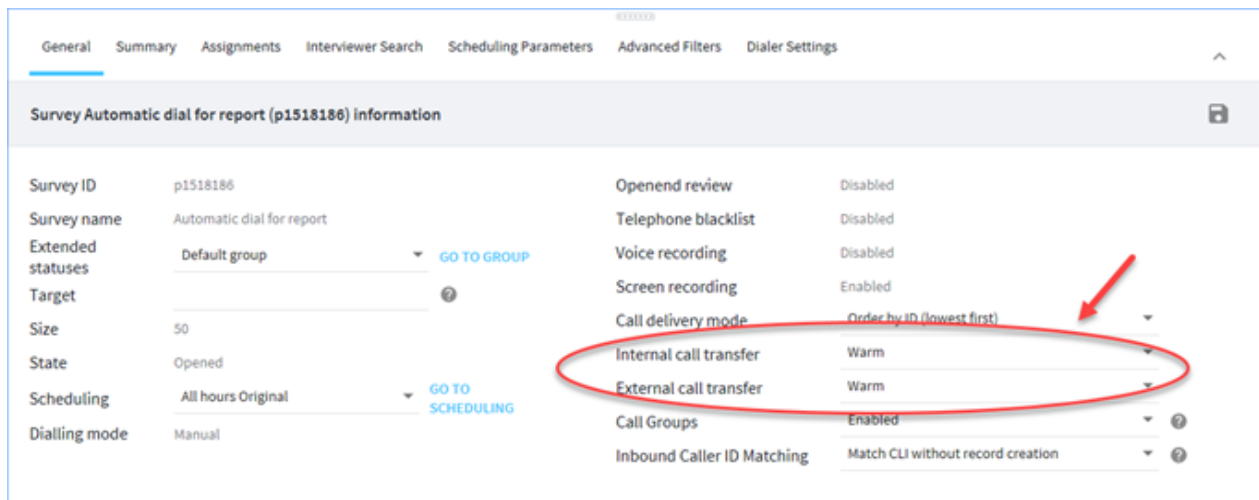 General Summary Assignments Interviewer Search Scheduling Parameters Advanced Filters Dialer Settings
Survey Automatic dial for report (p1518186) information
Survey ID p1518186
Survey name Automatic dial for report
Extended statuses Default group GO TO GROUP
Target
Size 50
State Opened
Scheduling All hours Original GO TO SCHEDULING
Dialling mode Manual
Openend review Disabled
Telephone blacklist Disabled
Voice recording Disabled
Screen recording Enabled
Call delivery mode Order by ID (lowest first)
Internal call transfer Warm
External call transfer Warm
Call Groups Enabled
Inbound Caller ID Matching Match CLI without record creation